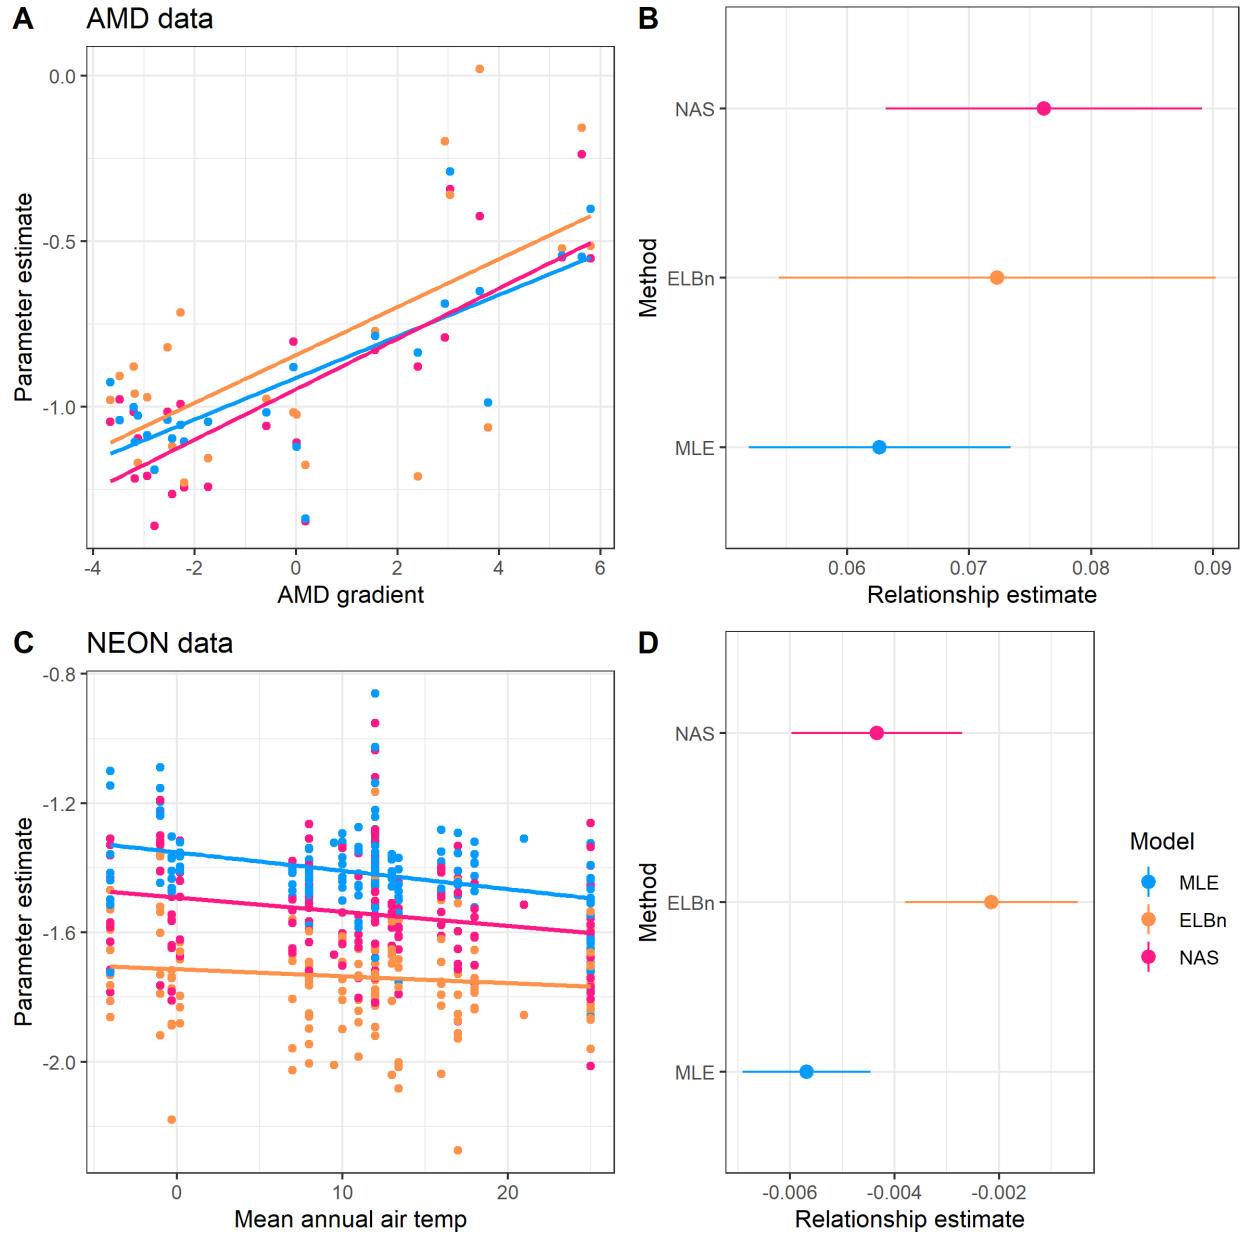 A AMD data
0.0
-0.5
-1.0
Parameter estimate
-4 -2 0 2 4 6
AMD gradient
B
NAS
ELBn
MLE
Method
0.06 0.07 0.08 0.09
Relationship estimate
C NEON data
-0.8
-1.2
-1.6
-2.0
Parameter estimate
0 10 20
Mean annual air temp
D
NAS
ELBn
MLE
Method
-0.006 -0.004 -0.002
Relationship estimate
Model
MLE
ELBn
NAS